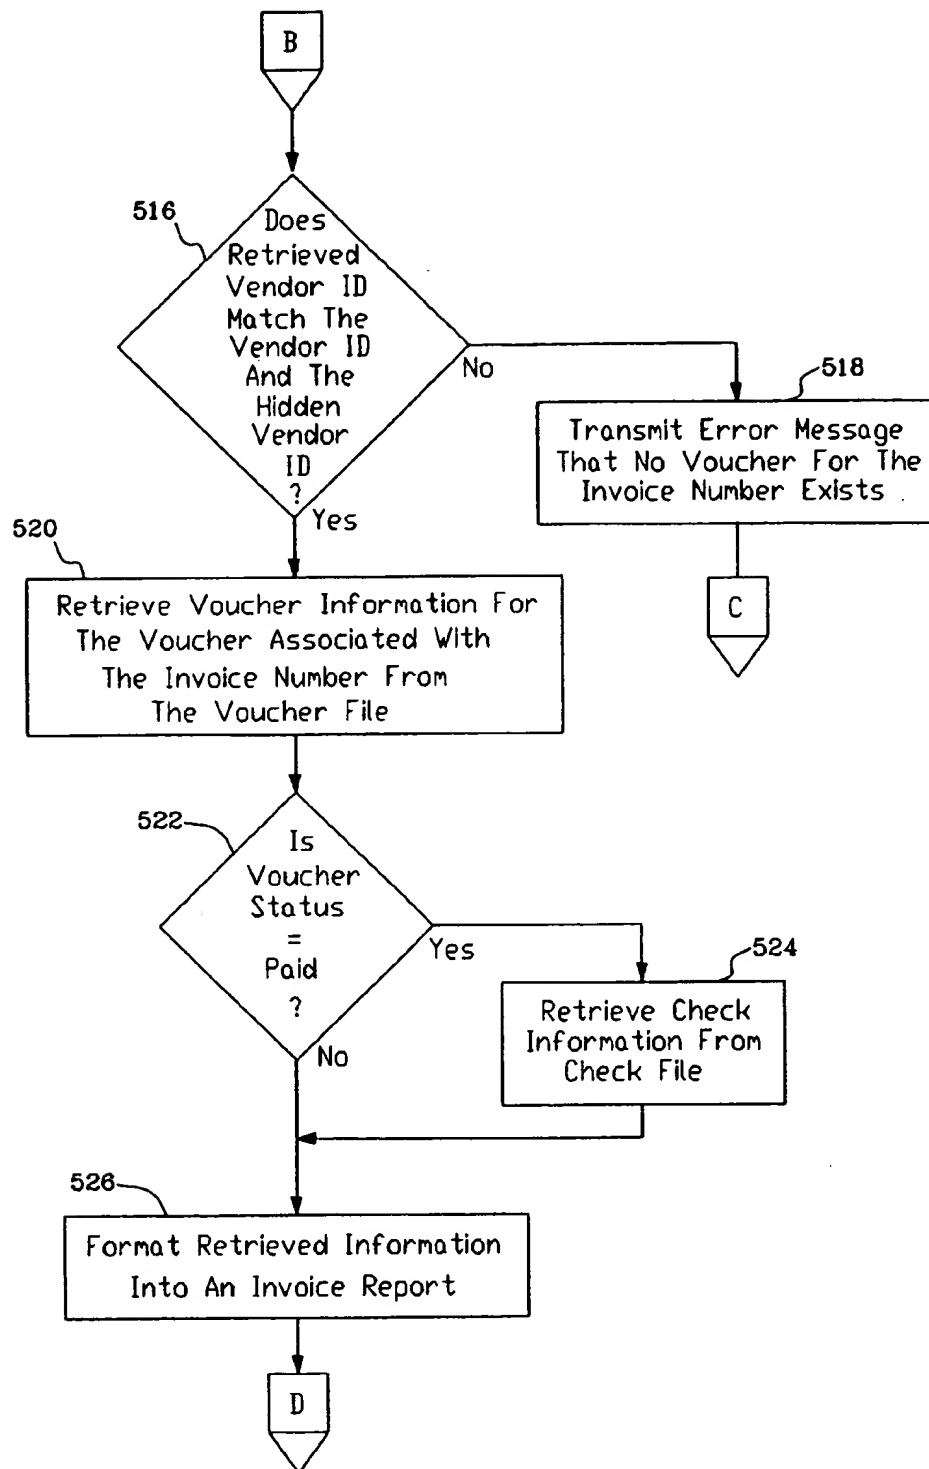 B
516
Does
Retrieved
Vendor ID
Match The
Vendor ID
And The
Hidden
Vendor
ID
?
No
Yes
518
Transmit Error Message
That No Voucher For The
Invoice Number Exists
C
520
Retrieve Voucher Information For
The Voucher Associated With
The Invoice Number From
The Voucher File
522
Is
Voucher
Status
=
Paid
?
Yes
No
524
Retrieve Check
Information From
Check File
526
Format Retrieved Information
Into An Invoice Report
D